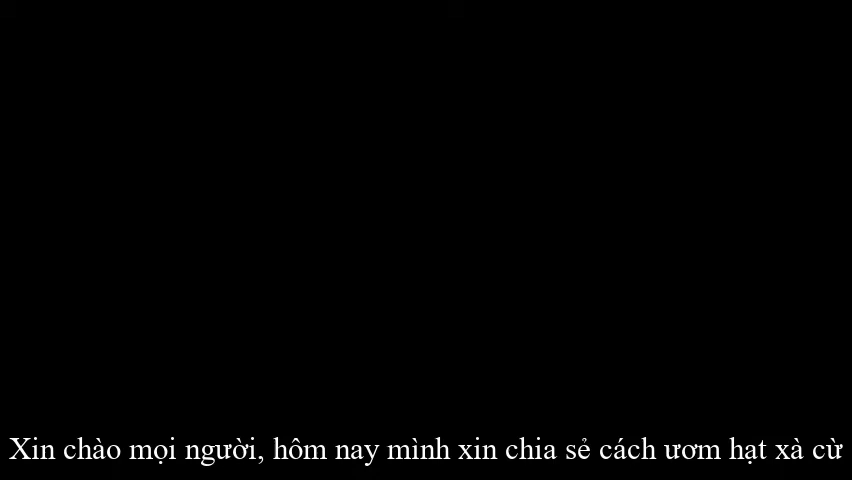 Xin chào mọi người, hôm nay mình xin chia sẻ cách ươm hạt xà cừ